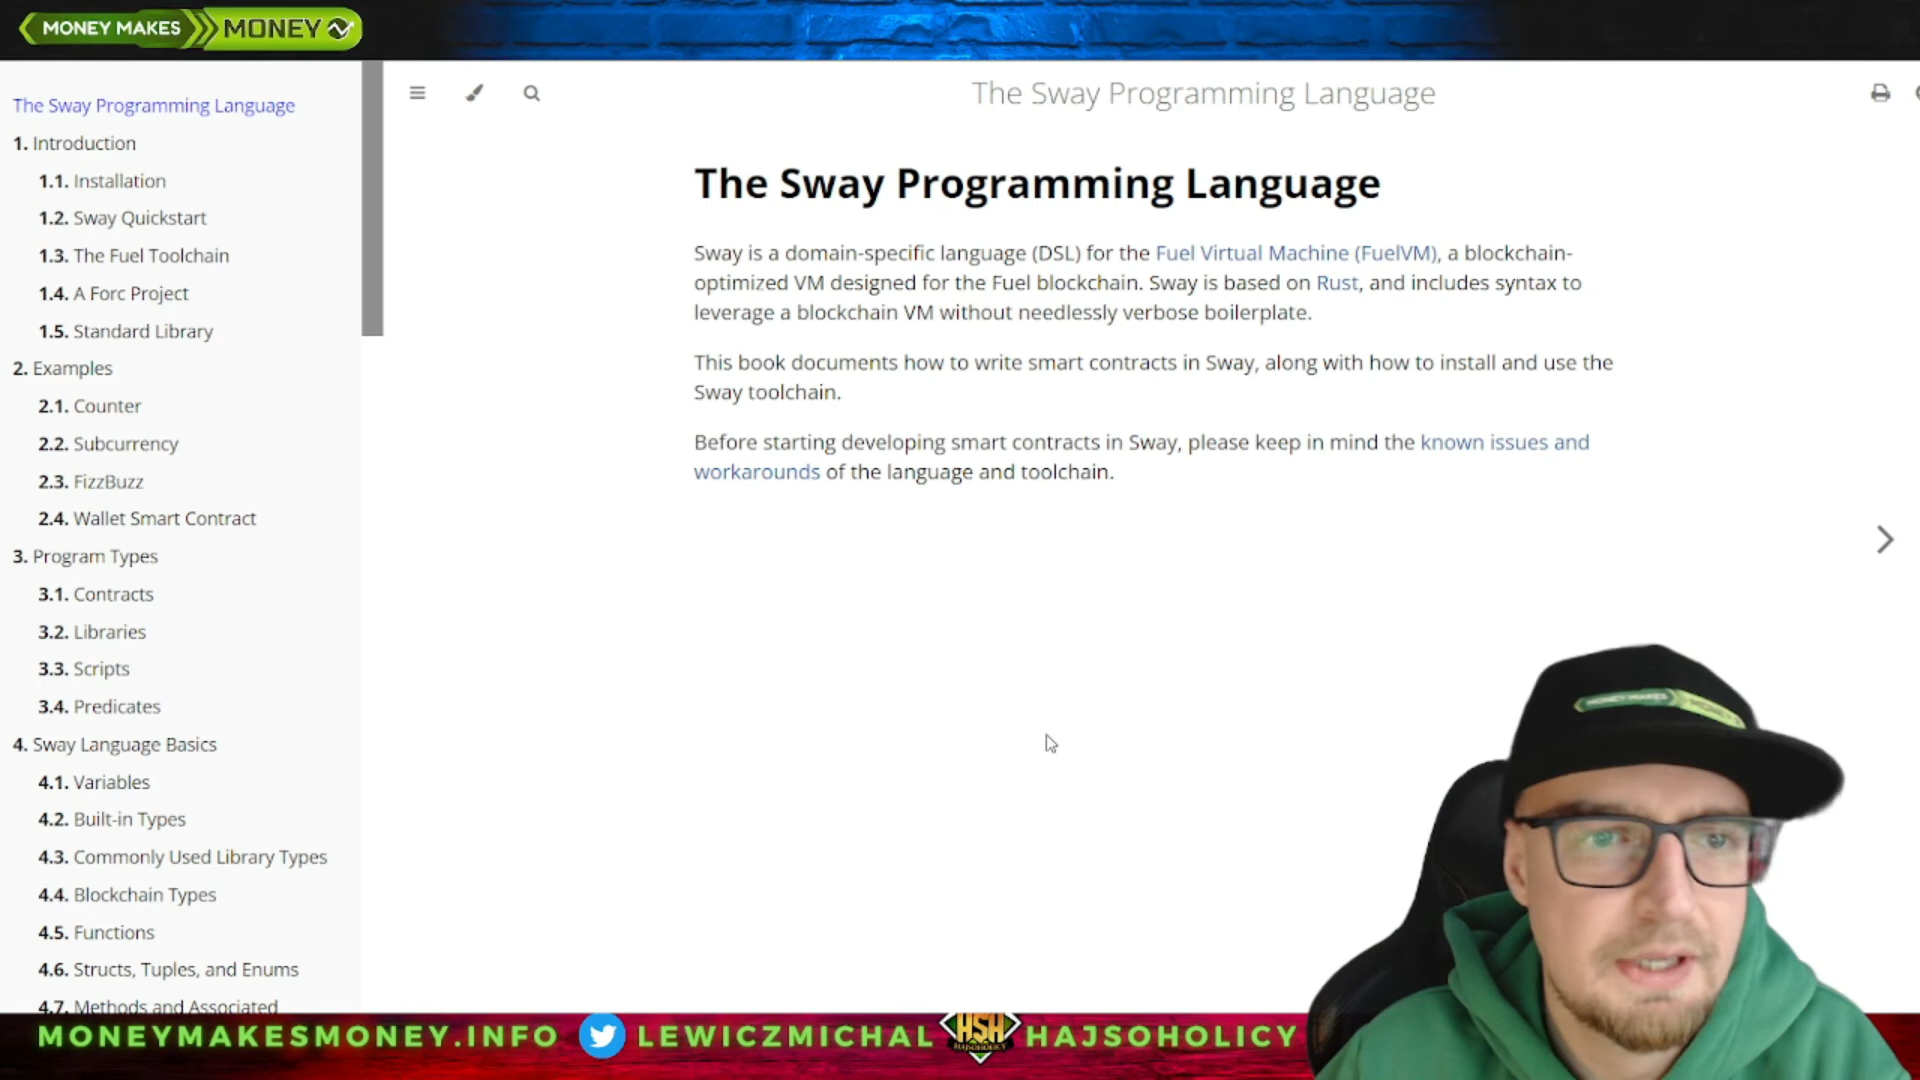 MONEY MAKES MONEY
The Sway Programming Language
1. Introduction
1.1. Installation
1.2. Sway Quickstart
1.3. The Fuel Toolchain
1.4. A Forc Project
1.5. Standard Library
2. Examples
2.1. Counter
2.2. Subcurrency
2.3. FizzBuzz
2.4. Wallet Smart Contract
3. Program Types
3.1. Contracts
3.2. Libraries
3.3. Scripts
3.4. Predicates
4. Sway Language Basics
4.1. Variables
4.2. Built-in Types
4.3. Commonly Used Library Types
4.4. Blockchain Types
4.5. Functions
4.6. Structs, Tuples, and Enums
4.7. Methods and Associated
The Sway Programming Language
The Sway Programming Language
Sway is a domain-specific language (DSL) for the Fuel Virtual Machine (FuelVM), a blockchain-
optimized VM designed for the Fuel blockchain. Sway is based on Rust, and includes syntax to
leverage a blockchain VM without needlessly verbose boilerplate.
This book documents how to write smart contracts in Sway, along with how to install and use the
Sway toolchain.
Before starting developing smart contracts in Sway, please keep in mind the known issues and
workarounds of the language and toolchain.
MONEY MAKES MONEY
MONEYMAKESMONEY.INFO LEWICZMICHAL HSH HAJSOHOLICY HAJSOHOLICY